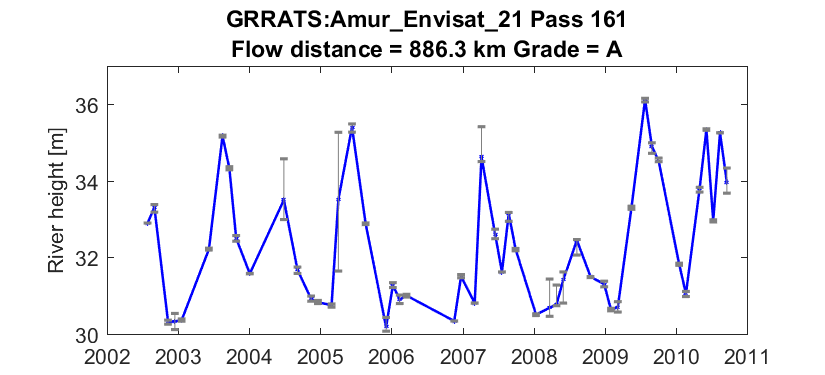 GRRATS:Amur_Envisat_21 Pass 161
Flow distance = 886.3 km Grade = A
River height [m]
36
34
32
30
2002 2003 2004 2005 2006 2007 2008 2009 2010 2011